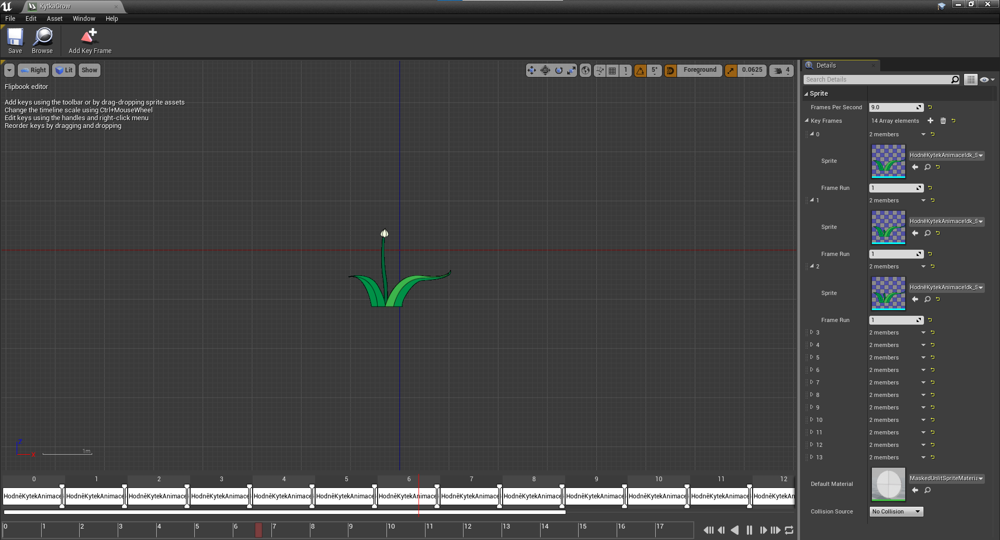 KytkaGrow
File Edit Asset Window Help
Save Browse Add Key Frame
Right Lit Show
1 5° Foreground 0.0625 4
Flipbook editor
Add keys using the toolbar or by drag-dropping sprite assets
Change the timeline scale using Ctrl+MouseWheel
Edit keys using the handles and right-click menu
Reorder keys by dragging and dropping
Z
X
1m
0 1 2 3 4 5 6 7 8 9 10 11 12
HodněKytekAnimace HodněKytekAnimace HodněKytekAnimace HodněKytekAnimace HodněKytekAnimace HodněKytekAnimace HodněKytekAnimace HodněKytekAnimace HodněKytekAnimace HodněKytekAnimace HodněKytekAnimace HodněKytekAnimace HodněKytekAn
0 1 2 3 4 5 6 7 8 9 10 11 12 13 14 15 16 17
Details
Search Details
Sprite
Frames Per Second 9.0
Key Frames 14 Array elements
0 2 members
Sprite HodněKytekAnimaceIdk_S
Frame Run 1
1 2 members
Sprite HodněKytekAnimaceIdk_S
Frame Run 1
2 2 members
Sprite HodněKytekAnimaceIdk_S
Frame Run 1
3 2 members
4 2 members
5 2 members
6 2 members
7 2 members
8 2 members
9 2 members
10 2 members
11 2 members
12 2 members
13 2 members
Default Material MaskedUnlitSpriteMateria
Collision Source No Collision